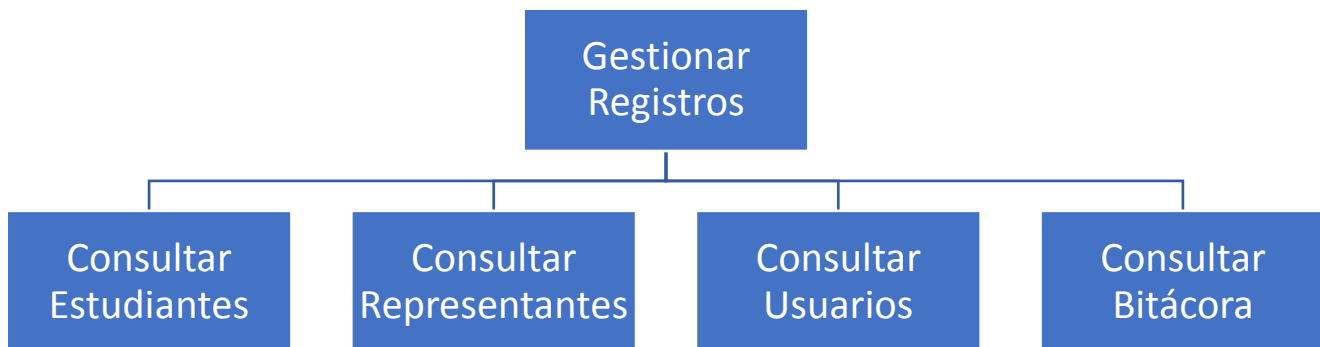 Gestionar
Registros
Consultar
Estudiantes
Consultar
Representantes
Consultar
Usuarios
Consultar
Bitácora